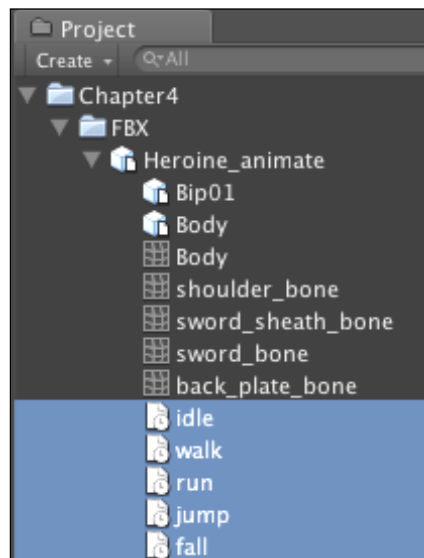 Project
Create All
Chapter4
FBX
Heroine_animate
Bip01
Body
Body
shoulder_bone
sword_sheath_bone
sword_bone
back_plate_bone
idle
walk
run
jump
fall